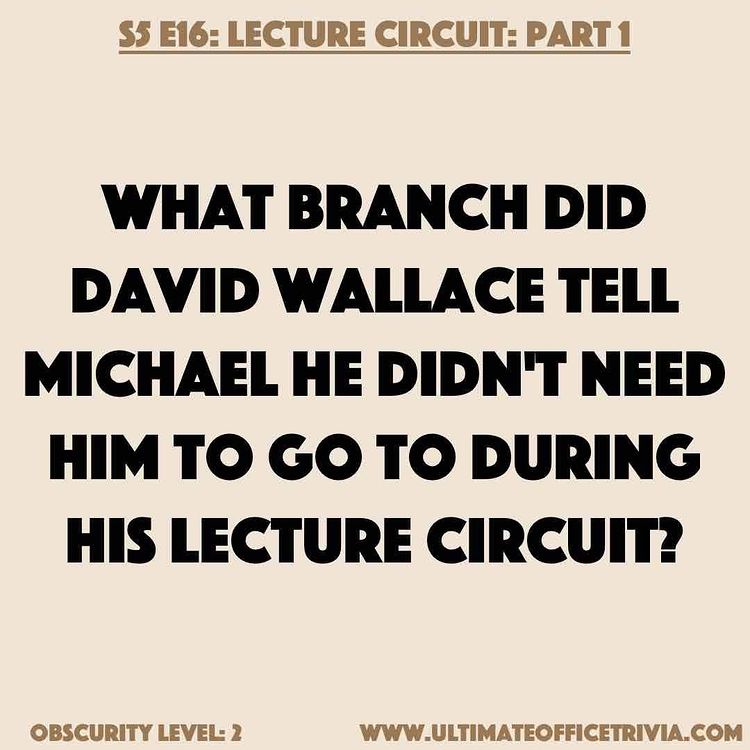 S5 E16: LECTURE CIRCUIT: PART 1
WHAT BRANCH DID
DAVID WALLACE TELL
MICHAEL HE DIDN'T NEED
HIM TO GO TO DURING
HIS LECTURE CIRCUIT?
OBSCURITY LEVEL: 2
WWW.ULTIMATEOFFICETRIVIA.COM